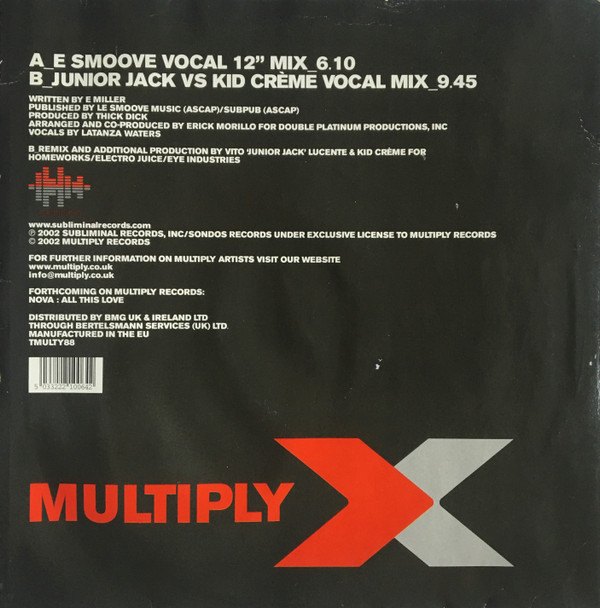 A_E SMOOVE VOCAL 12” MIX_6.10
B_JUNIOR JACK VS KID CRÈME VOCAL MIX_9.45
WRITTEN BY E MILLER
PUBLISHED BY LE SMOOVE MUSIC (ASCAP)/SUBPUB (ASCAP)
PRODUCED BY THICK DICK
ARRANGED AND CO-PRODUCED BY ERICK MORILLO FOR DOUBLE PLATINUM PRODUCTIONS, INC
VOCALS BY LATANZA WATERS
B_REMIX AND ADDITIONAL PRODUCTION BY VITO ‘JUNIOR JACK’ LUCENTE & KID CRÈME FOR
HOMEWORKS/ELECTRO JUICE/EYE INDUSTRIES
www.subliminalrecords.com
℗ 2002 SUBLIMINAL RECORDS, INC/SONDOS RECORDS UNDER EXCLUSIVE LICENSE TO MULTIPLY RECORDS
© 2002 MULTIPLY RECORDS
FOR FURTHER INFORMATION ON MULTIPLY ARTISTS VISIT OUR WEBSITE
www.multiply.co.uk
info@multiply.co.uk
FORTHCOMING ON MULTIPLY RECORDS:
NOVA : ALL THIS LOVE
DISTRIBUTED BY BMG UK & IRELAND LTD
THROUGH BERTELSMANN SERVICES (UK) LTD.
MANUFACTURED IN THE EU
TMULTY88
5 033222 100642
MULTIPLY